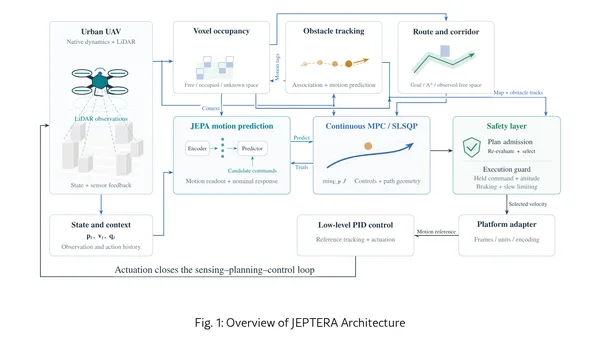 Urban UAV
Native dynamics + LiDAR
LiDAR observations
State + sensor feedback
Voxel occupancy
Free / occupied / unknown space
Obstacle tracking
Association + motion prediction
Route and corridor
Grid / A* / observed free space
Motion tags
Context
Map + obstacle tracks
JEPA motion prediction
Encoder
Predictor
Candidate commands
Motion readout + nominal response
Predict
Trials
Continuous MPC / SLSQP
Controls + path geometry
Safety layer
Plan admission
Re-evaluate + select
Execution guard
Held command + attitude
Braking + slew limiting
Selected velocity
State and context
Observation and action history
Low-level PID control
Reference tracking + actuation
Motion reference
Platform adapter
Frames / units / encoding
Actuation closes the sensing–planning–control loop
Fig. 1: Overview of JEPTERA Architecture